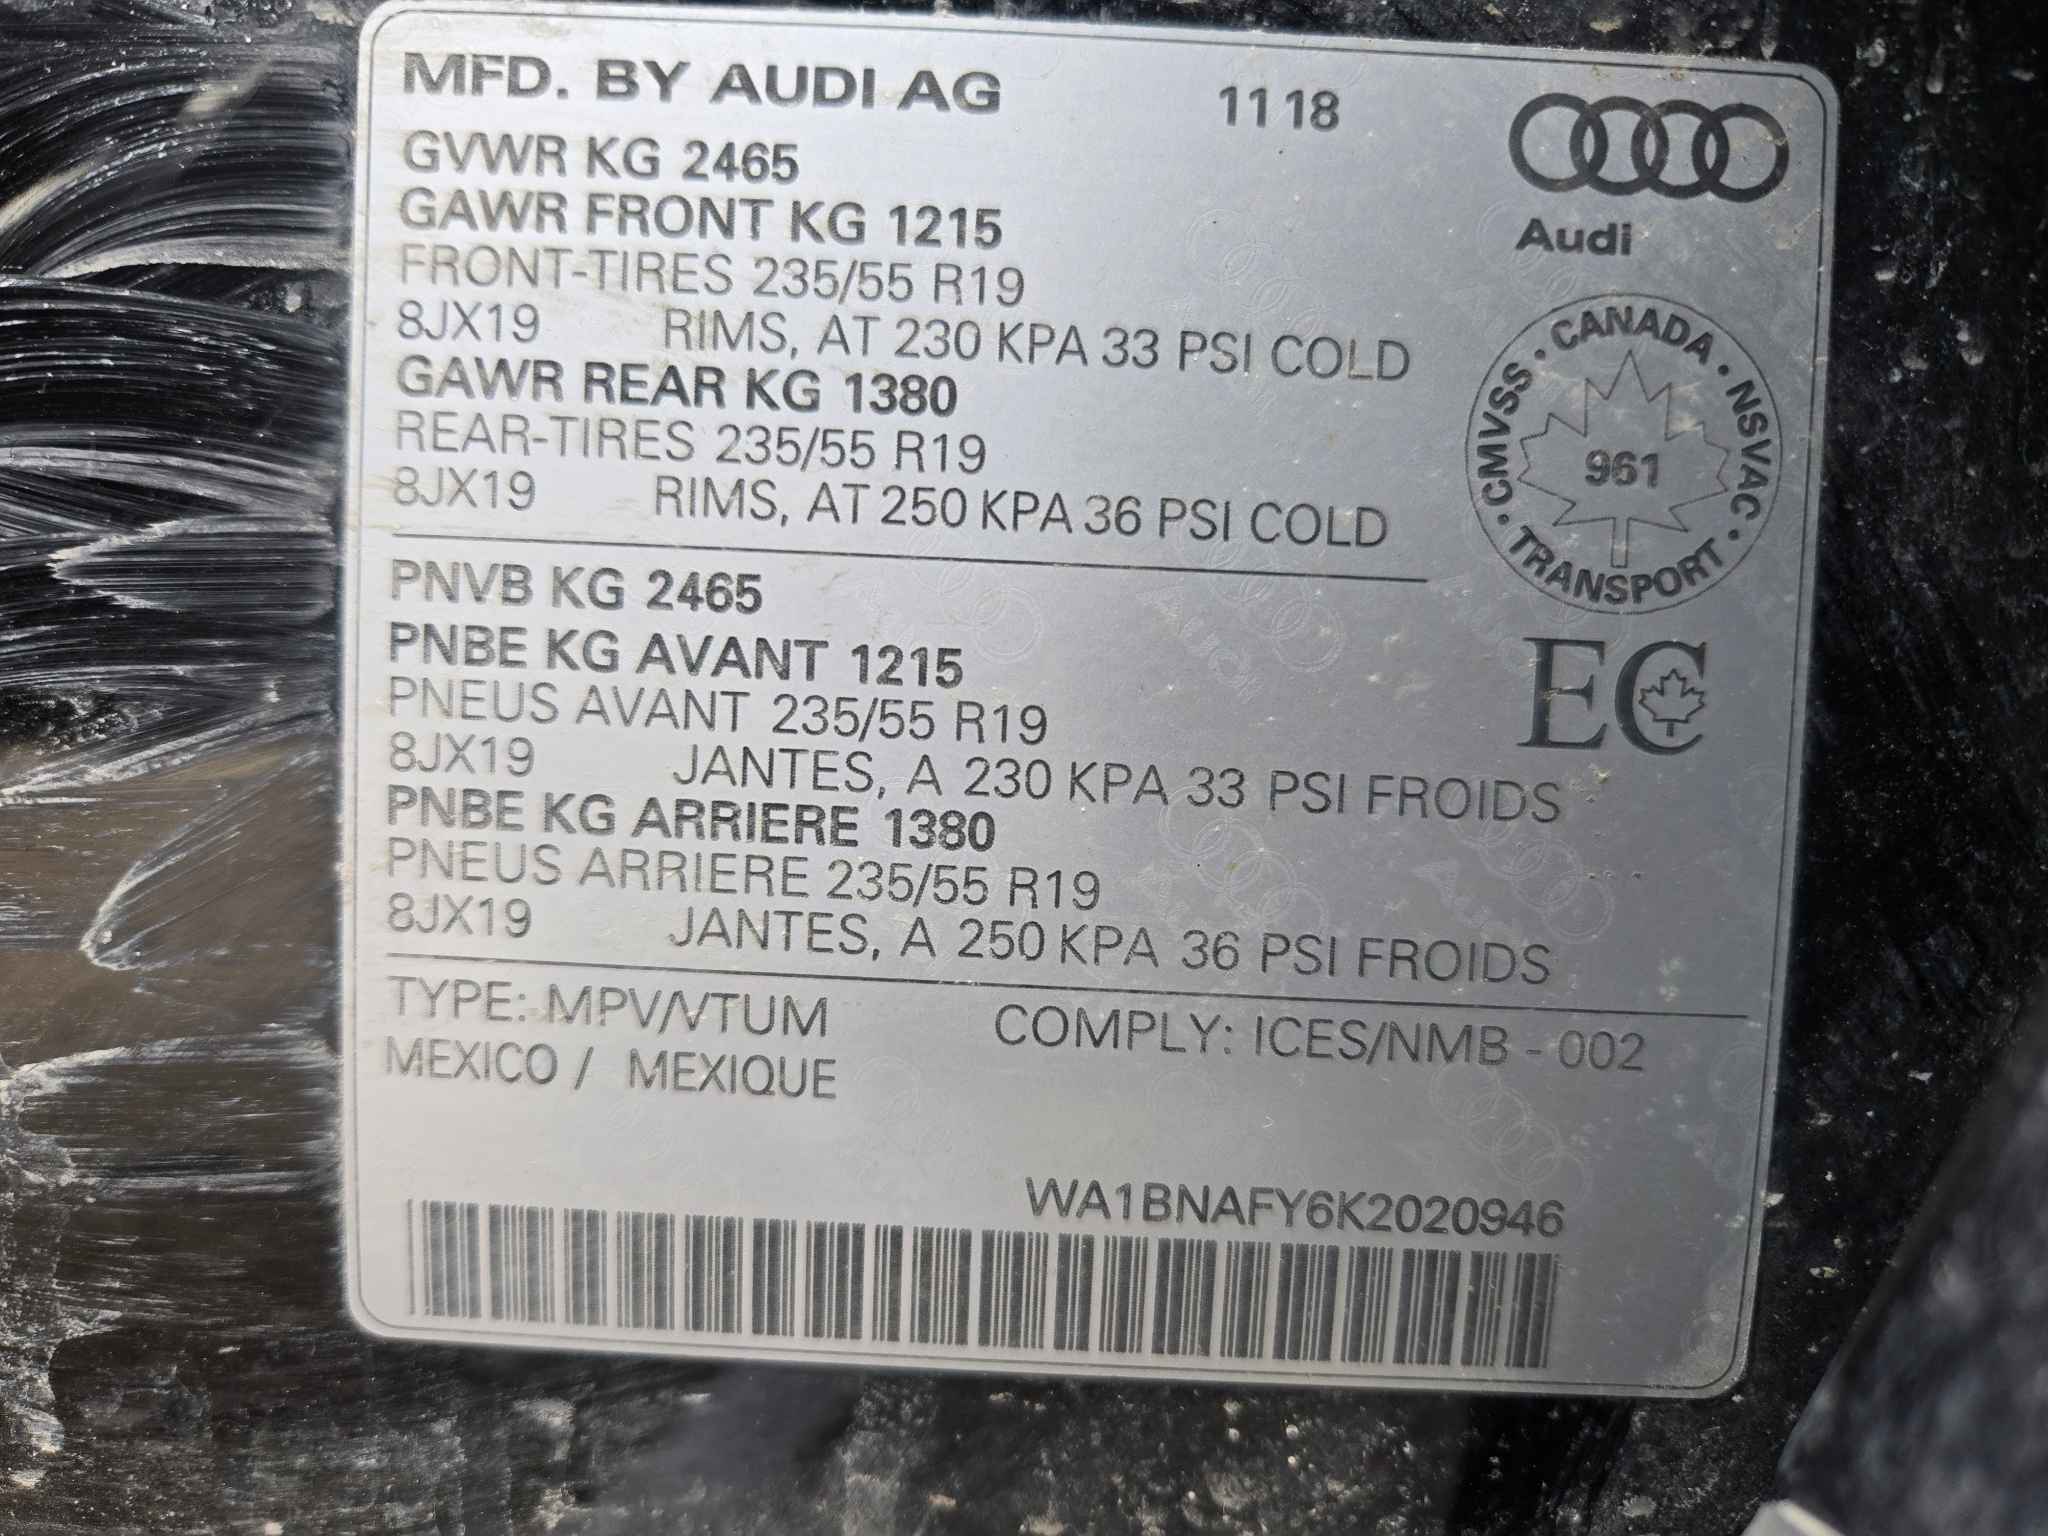 MFD. BY AUDI AG 11 18
GVWR KG 2465
GAWR FRONT KG 1215
FRONT-TIRES 235/55 R19
8JX19 RIMS, AT 230 KPA 33 PSI COLD
GAWR REAR KG 1380
REAR-TIRES 235/55 R19
8JX19 RIMS, AT 250 KPA 36 PSI COLD
Audi
CANADA • NSVAC • TRANSPORT • CMVSS •
961
PNVB KG 2465
PNBE KG AVANT 1215
PNEUS AVANT 235/55 R19
8JX19 JANTES, A 230 KPA 33 PSI FROIDS
PNBE KG ARRIERE 1380
PNEUS ARRIERE 235/55 R19
8JX19 JANTES, A 250 KPA 36 PSI FROIDS
EC
TYPE: MPV/VTUM COMPLY: ICES/NMB - 002
MEXICO / MEXIQUE
WA1BNAFY6K2020946